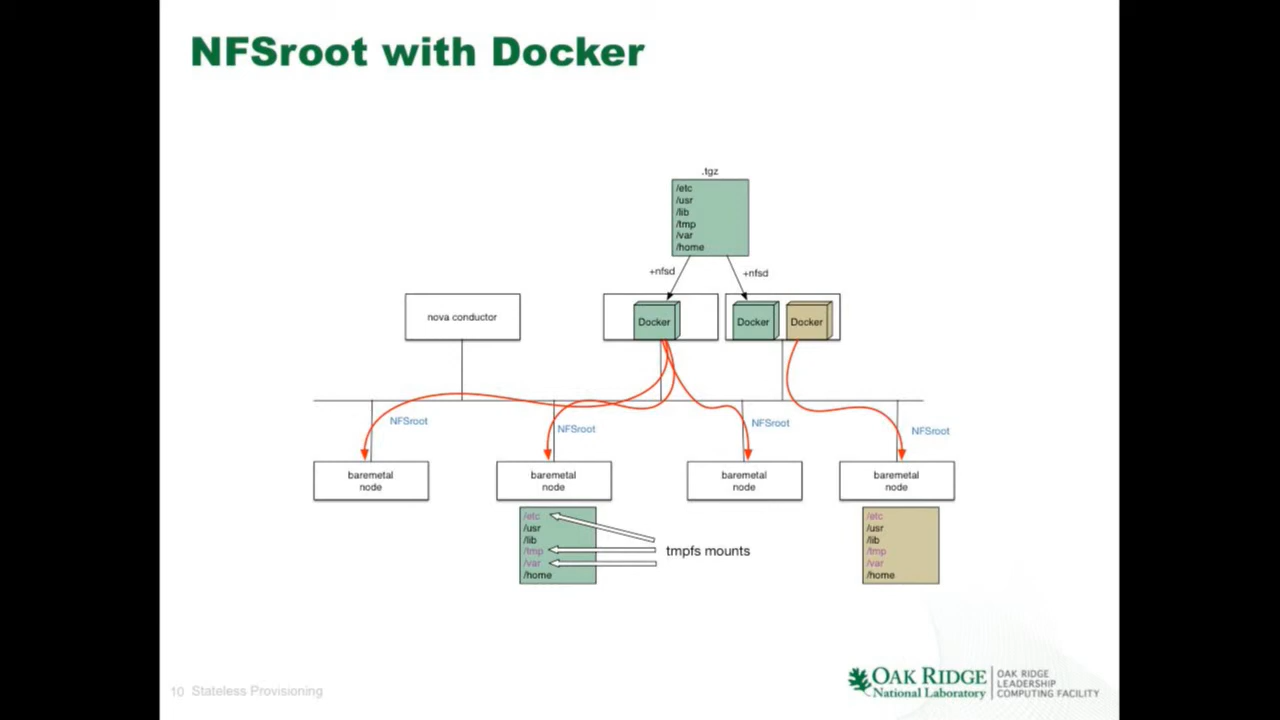 NFSroot with Docker
.tgz
/etc
/usr
/lib
/tmp
/var
/home
+nfsd
+nfsd
nova conductor
Docker
Docker
Docker
NFSroot
NFSroot
NFSroot
NFSroot
baremetal
node
baremetal
node
baremetal
node
baremetal
node
/etc
/usr
/lib
/tmp
/var
/home
tmpfs mounts
/etc
/usr
/lib
/tmp
/var
/home
10 Stateless Provisioning
OAK RIDGE
National Laboratory
OAK RIDGE
LEADERSHIP
COMPUTING FACILITY